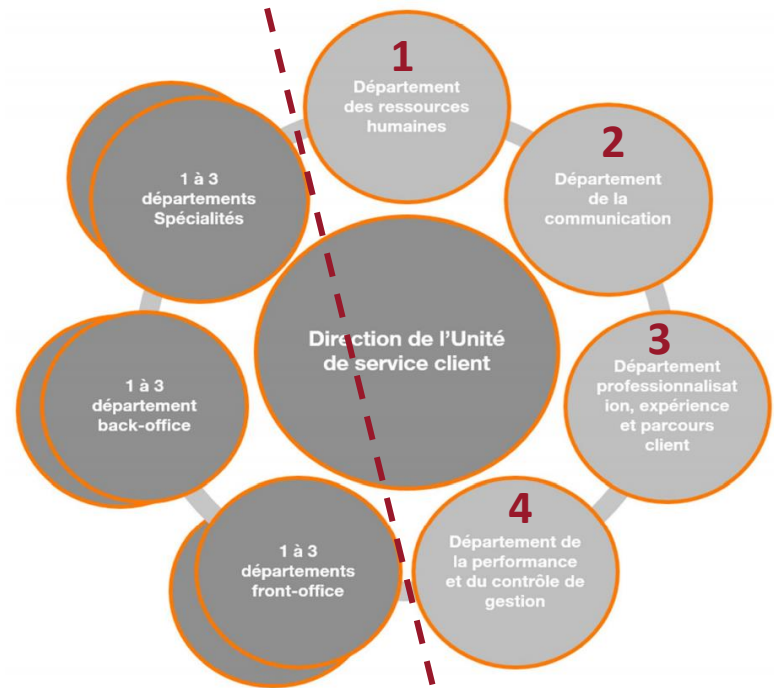 1
Département
des ressources
humaines
2
Département
de la
communication
3
Département
professionnalisat
ion, expérience
et parcours
client
4
Département de
la performance
et du contrôle de
gestion
1 à 3
départements
front-office
1 à 3
département
back-office
1 à 3
départements
Spécialités
Direction de l'Unité
de service client